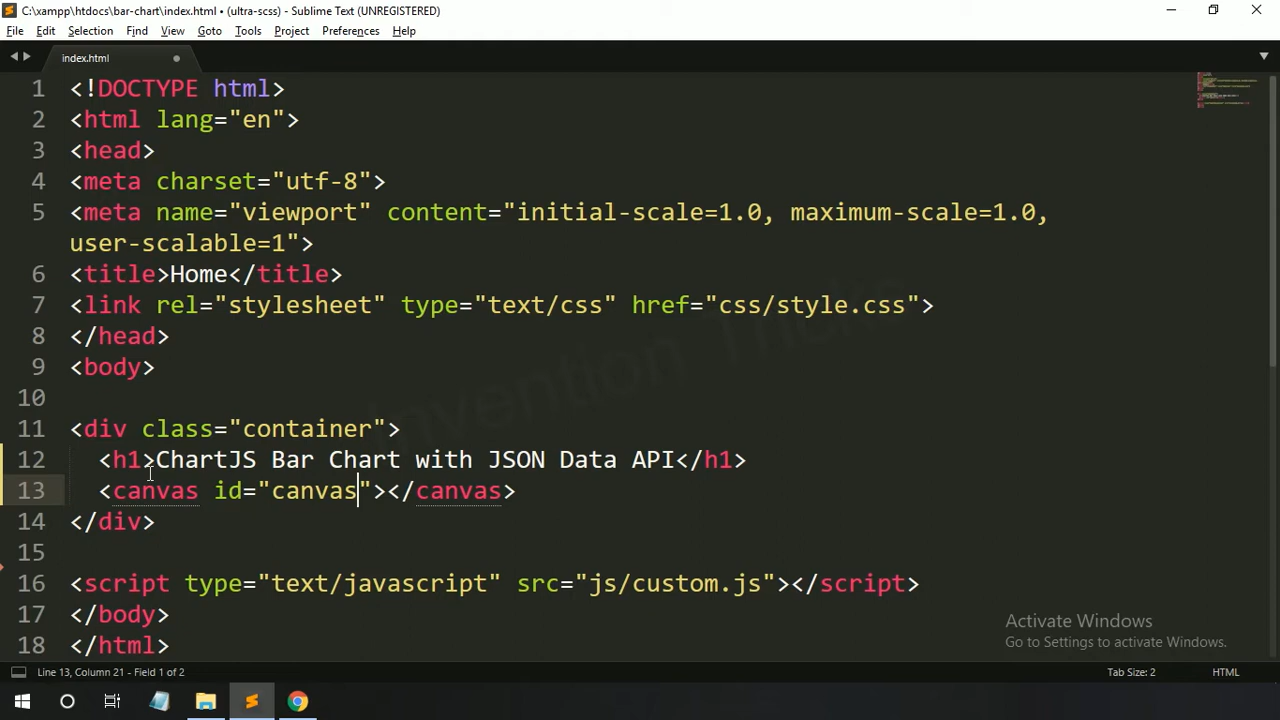 C:\xampp\htdocs\bar-chart\index.html • (ultra-scss) - Sublime Text (UNREGISTERED)
File Edit Selection Find View Goto Tools Project Preferences Help
index.html
1 <!DOCTYPE html>
2 <html lang="en">
3 <head>
4 <meta charset="utf-8">
5 <meta name="viewport" content="initial-scale=1.0, maximum-scale=1.0,
user-scalable=1">
6 <title>Home</title>
7 <link rel="stylesheet" type="text/css" href="css/style.css">
8 </head>
9 <body>
10
11 <div class="container">
12 <h1>ChartJS Bar Chart with JSON Data API</h1>
13 <canvas id="canvas"></canvas>
14 </div>
15
16 <script type="text/javascript" src="js/custom.js"></script>
17 </body>
18 </html>
Invention Tricks
Activate Windows
Go to Settings to activate Windows.
Line 13, Column 21 - Field 1 of 2 Tab Size: 2 HTML